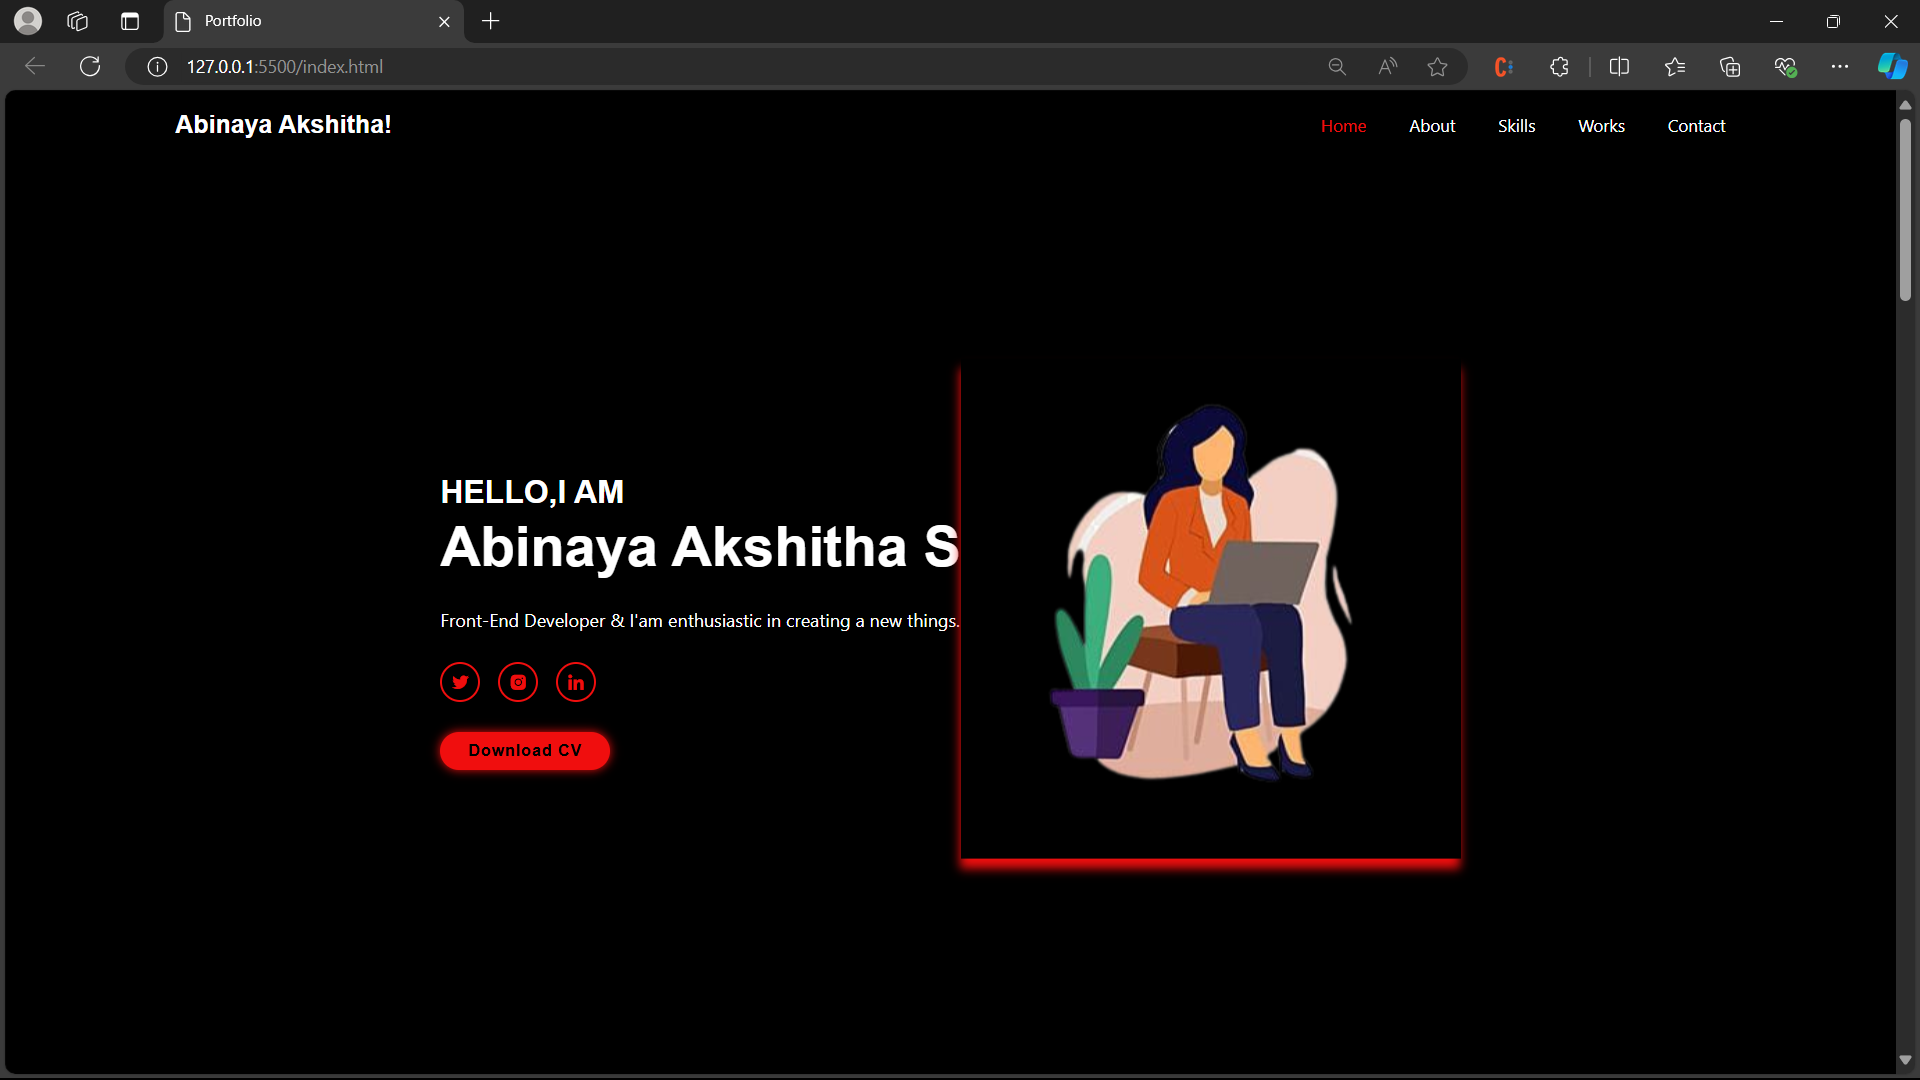 Portfolio
127.0.0.1:5500/index.html
Abinaya Akshitha!
Home About Skills Works Contact
HELLO,I AM
Abinaya Akshitha S
Front-End Developer & I'am enthusiastic in creating a new things.
Download CV